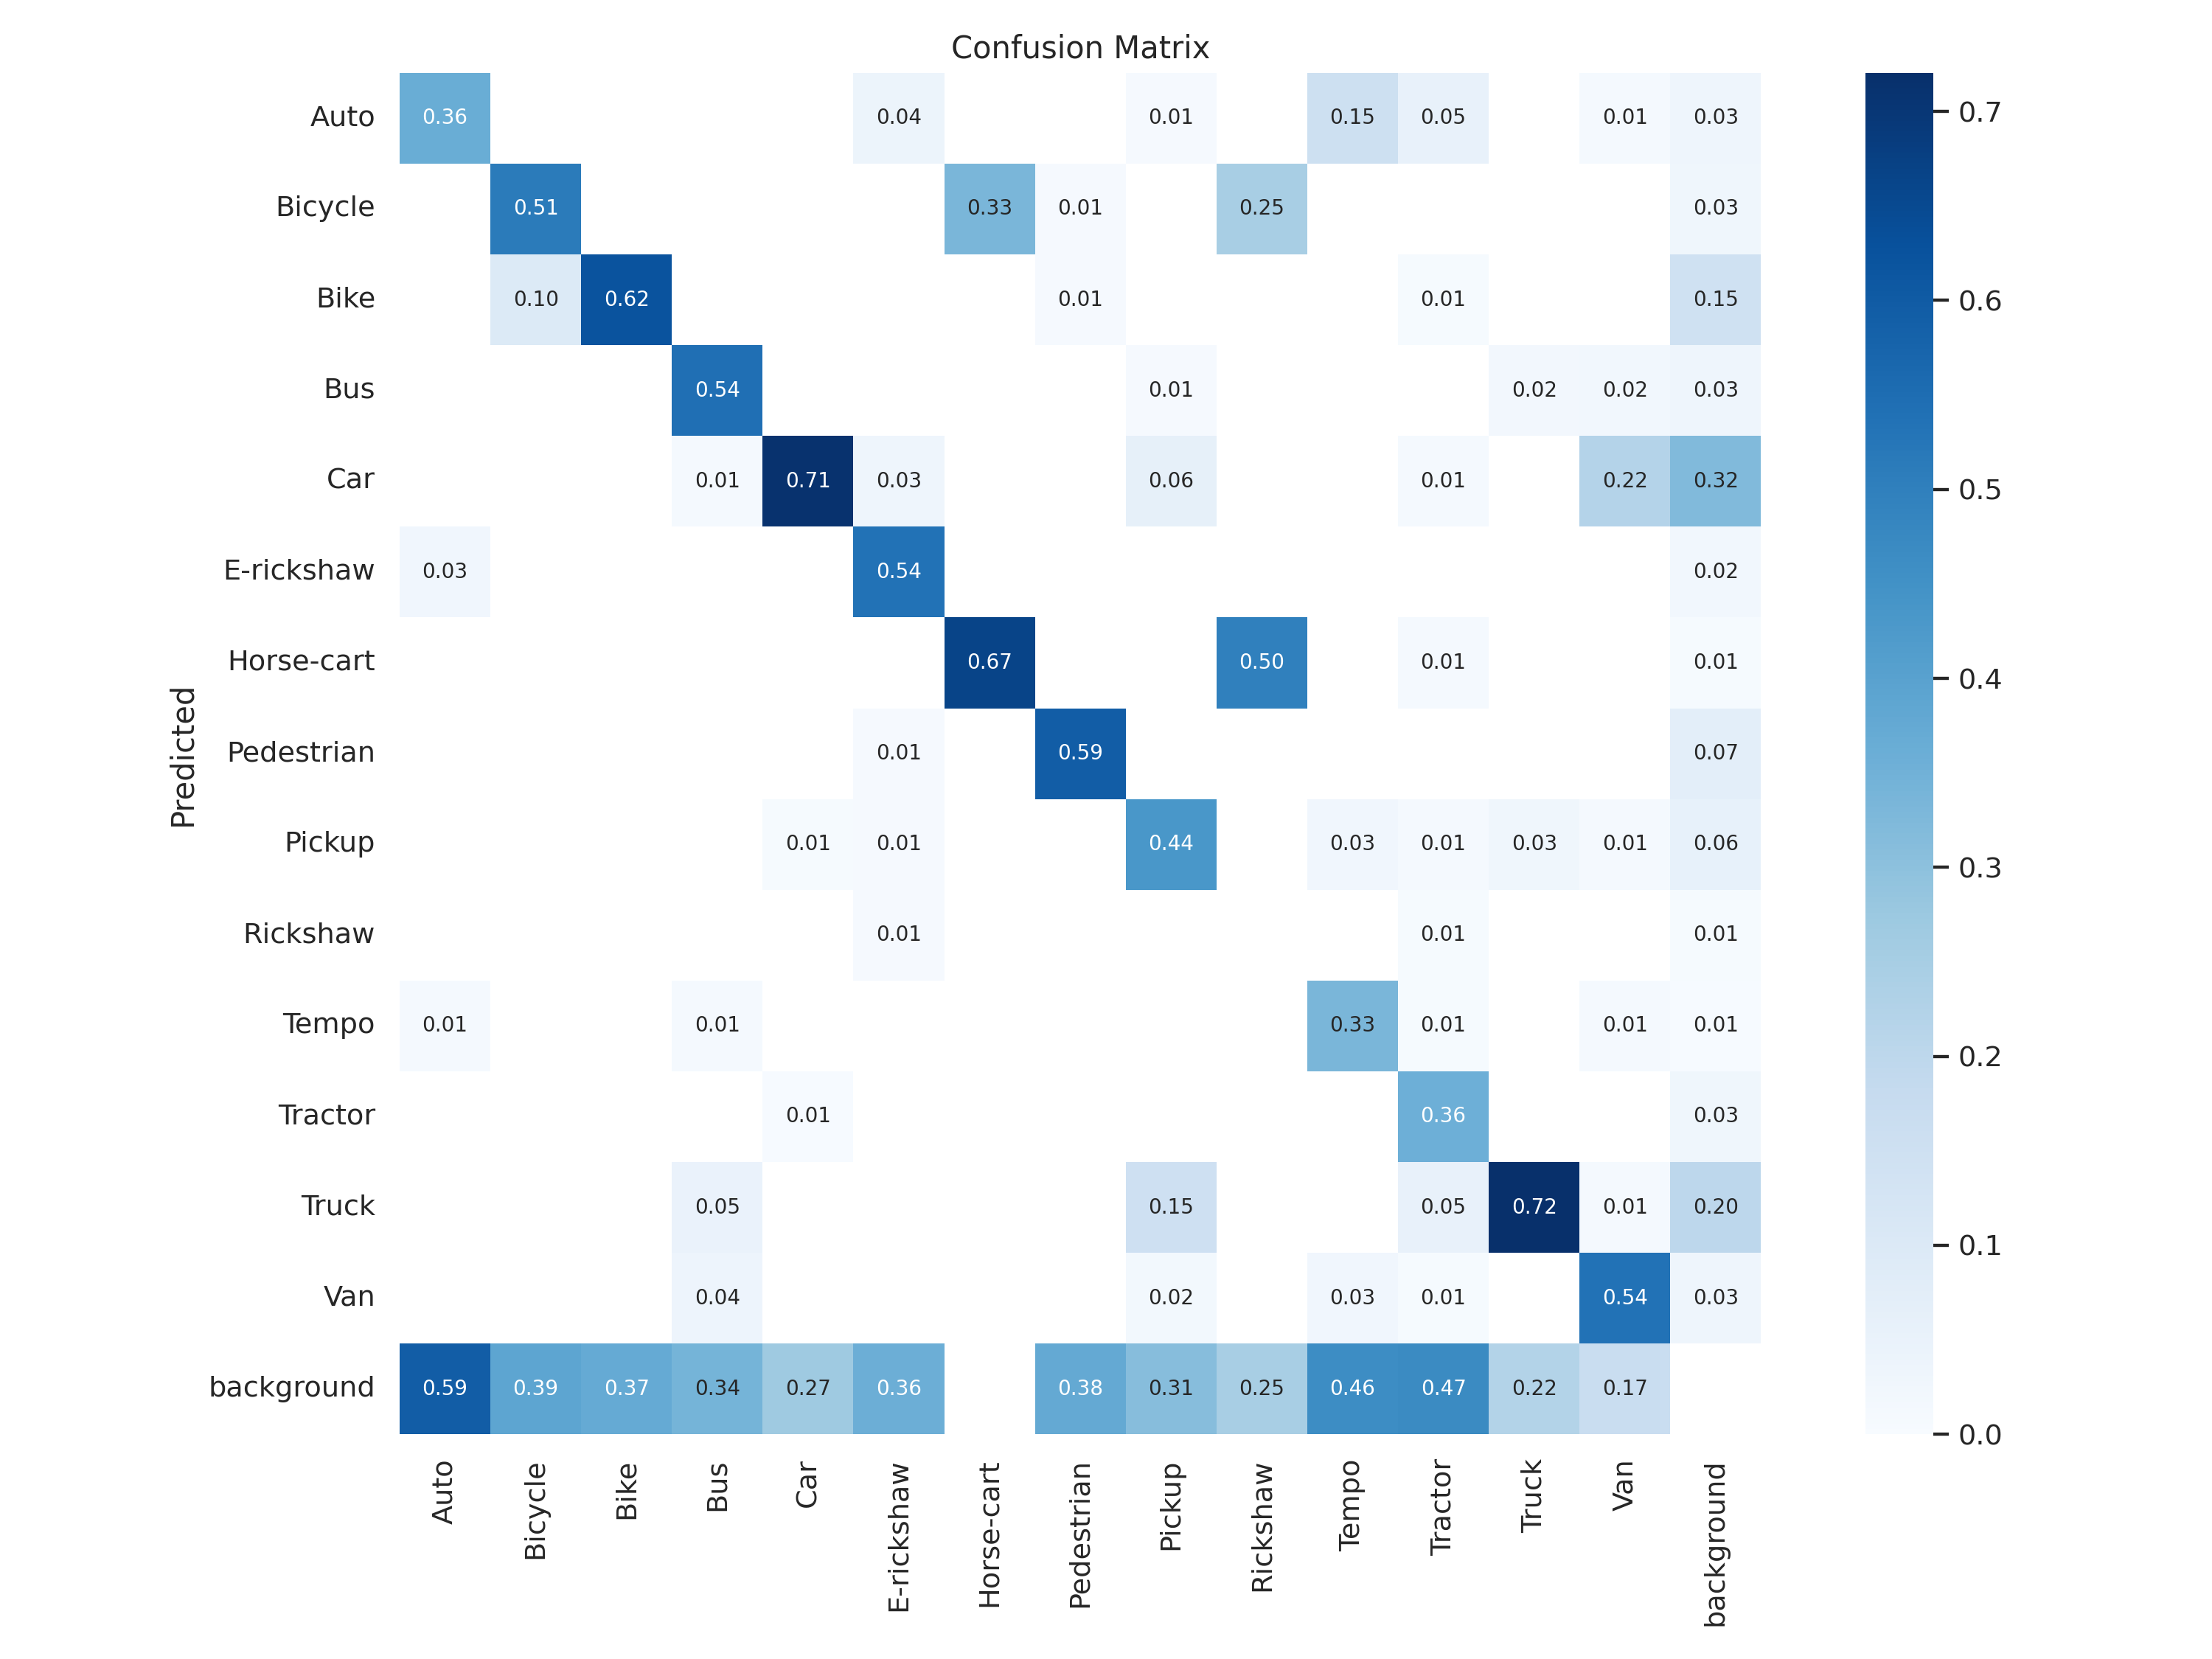 Confusion Matrix
Auto 0.36 0.04 0.01 0.15 0.05 0.01 0.03
Bicycle 0.51 0.33 0.01 0.25 0.03
Bike 0.10 0.62 0.01 0.01 0.15
Bus 0.54 0.01 0.02 0.02 0.03
Car 0.01 0.71 0.03 0.06 0.01 0.22 0.32
E-rickshaw 0.03 0.54 0.02
Horse-cart 0.67 0.50 0.01 0.01
Pedestrian 0.01 0.59 0.07
Pickup 0.01 0.01 0.44 0.03 0.01 0.03 0.01 0.06
Rickshaw 0.01 0.01 0.01
Tempo 0.01 0.01 0.33 0.01 0.01 0.01
Tractor 0.01 0.36 0.03
Truck 0.05 0.15 0.05 0.72 0.01 0.20
Van 0.04 0.02 0.03 0.01 0.54 0.03
background 0.59 0.39 0.37 0.34 0.27 0.36 0.38 0.31 0.25 0.46 0.47 0.22 0.17
Auto Bicycle Bike Bus Car E-rickshaw Horse-cart Pedestrian Pickup Rickshaw Tempo Tractor Truck Van background
Predicted
0.7
0.6
0.5
0.4
0.3
0.2
0.1
0.0